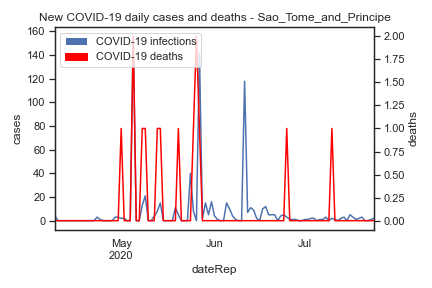 New COVID-19 daily cases and deaths - Sao_Tome_and_Principe
COVID-19 infections
COVID-19 deaths
160
140
120
100
80
60
40
20
0
cases
2.00
1.75
1.50
1.25
1.00
0.75
0.50
0.25
0.00
deaths
May
2020
Jun
Jul
dateRep